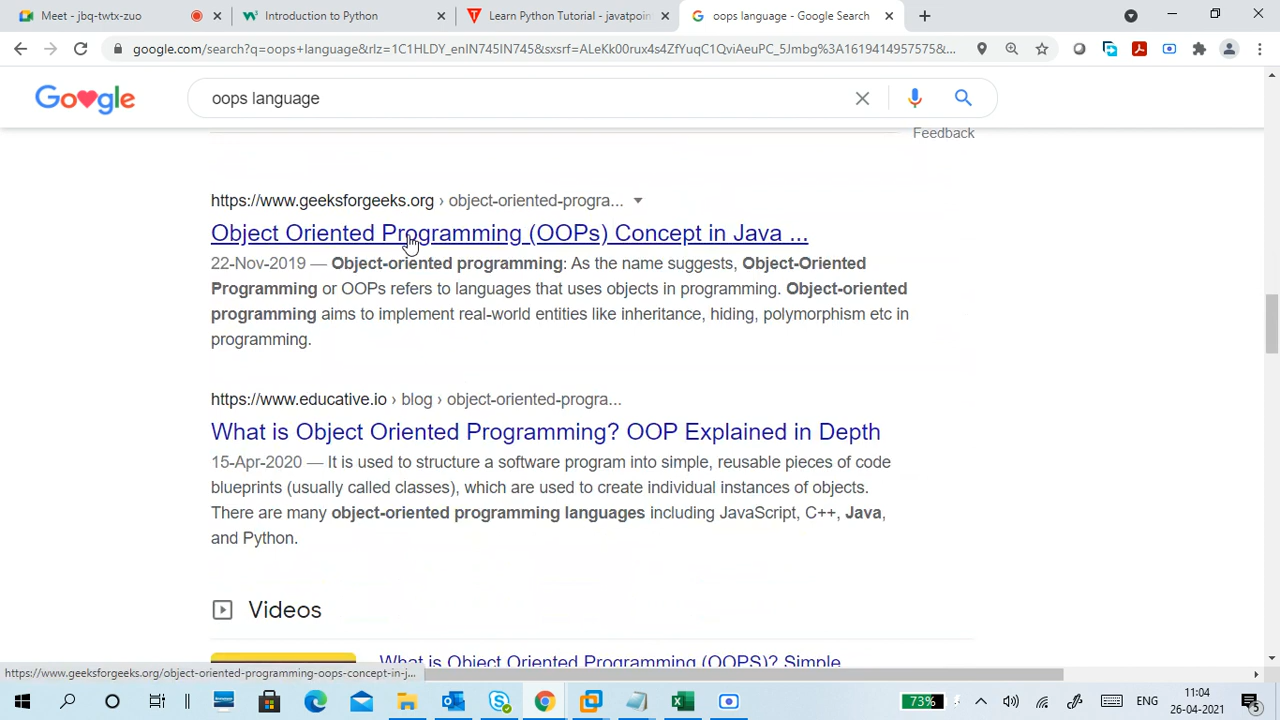 Meet - jbq-twtx-zuo
Introduction to Python
Learn Python Tutorial - javatpoin
oops language - Google Search
google.com/search?q=oops+language&rlz=1C1HLDY_enIN745IN745&sxsrf=ALeKk00rux4s4ZfYuqC1QviAeuPC_5Jmbg%3A1619414957575&...
oops language
Feedback
https://www.geeksforgeeks.org › object-oriented-progra...
Object Oriented Programming (OOPs) Concept in Java ...
22-Nov-2019 — Object-oriented programming: As the name suggests, Object-Oriented
Programming or OOPs refers to languages that uses objects in programming. Object-oriented
programming aims to implement real-world entities like inheritance, hiding, polymorphism etc in
programming.
https://www.educative.io › blog › object-oriented-progra...
What is Object Oriented Programming? OOP Explained in Depth
15-Apr-2020 — It is used to structure a software program into simple, reusable pieces of code
blueprints (usually called classes), which are used to create individual instances of objects.
There are many object-oriented programming languages including JavaScript, C++, Java,
and Python.
Videos
What is Object Oriented Programming (OOPS)? Simple
https://www.geeksforgeeks.org/object-oriented-programming-oops-concept-in-j...
73%
ENG
11:04
26-04-2021
5